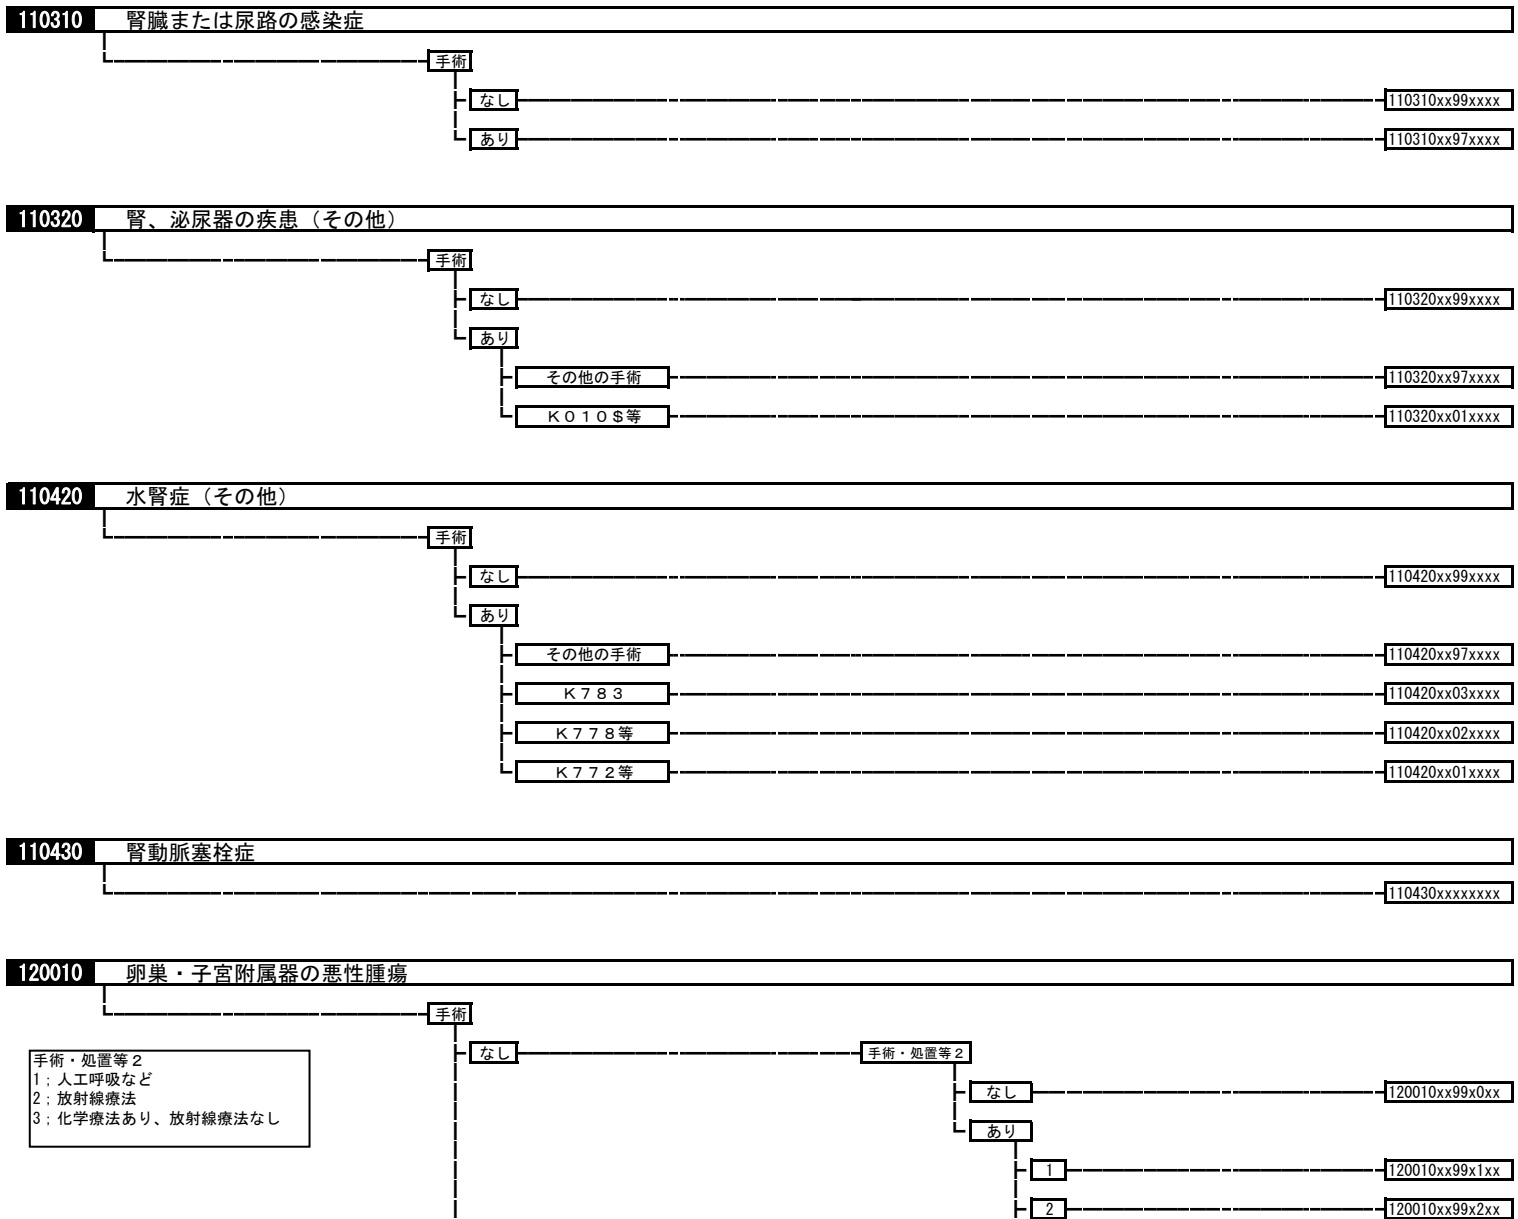 110310 腎臓または尿路の感染症
手術
なし 110310xx99xxxx
あり 110310xx97xxxx
110320 腎、泌尿器の疾患（その他）
手術
なし 110320xx99xxxx
あり
その他の手術 110320xx97xxxx
Ｋ０１０＄等 110320xx01xxxx
110420 水腎症（その他）
手術
なし 110420xx99xxxx
あり
その他の手術 110420xx97xxxx
Ｋ７８３ 110420xx03xxxx
Ｋ７７８等 110420xx02xxxx
Ｋ７７２等 110420xx01xxxx
110430 腎動脈塞栓症
110430xxxxxxxx
120010 卵巣・子宮附属器の悪性腫瘍
手術
なし 手術・処置等２
手術・処置等２
1；人工呼吸など
2；放射線療法
3；化学療法あり、放射線療法なし
なし 120010xx99x0xx
あり
1 120010xx99x1xx
2 120010xx99x2xx